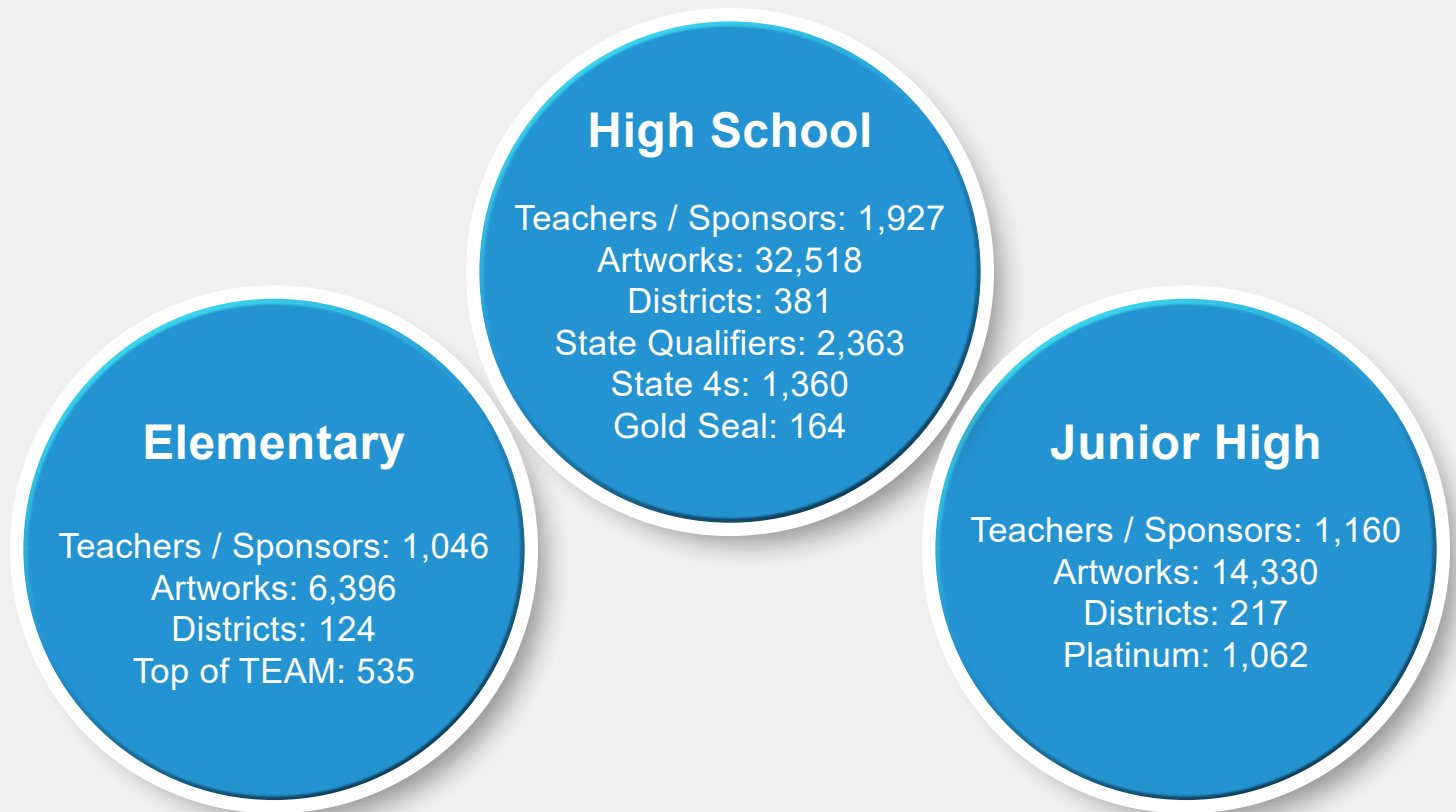 High School
Teachers / Sponsors: 1,927
Artworks: 32,518
Districts: 381
State Qualifiers: 2,363
State 4s: 1,360
Gold Seal: 164
Elementary
Teachers / Sponsors: 1,046
Artworks: 6,396
Districts: 124
Top of TEAM: 535
Junior High
Teachers / Sponsors: 1,160
Artworks: 14,330
Districts: 217
Platinum: 1,062